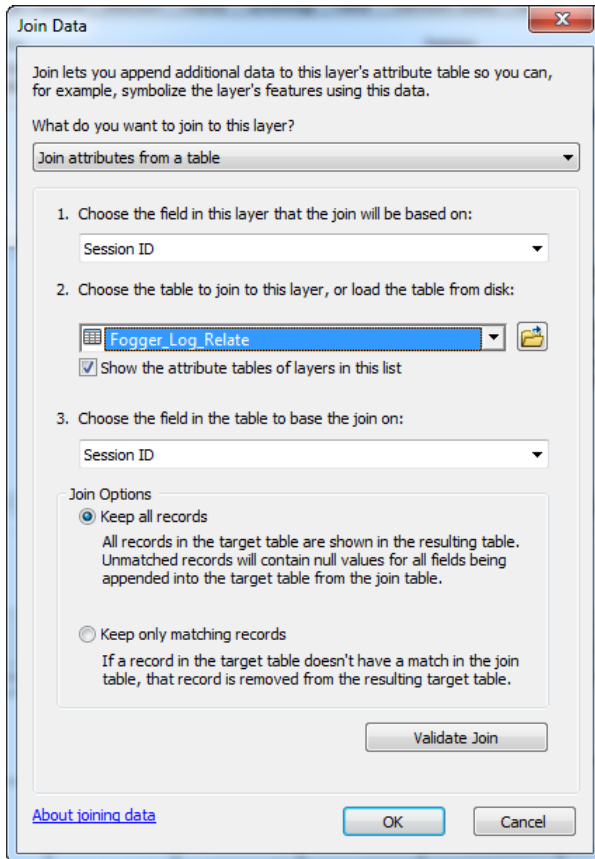 Join Data
Join lets you append additional data to this layer's attribute table so you can,
for example, symbolize the layer's features using this data.
What do you want to join to this layer?
Join attributes from a table
1. Choose the field in this layer that the join will be based on:
Session ID
2. Choose the table to join to this layer, or load the table from disk:
Fogger_Log_Relate
Show the attribute tables of layers in this list
3. Choose the field in the table to base the join on:
Session ID
Join Options
Keep all records
All records in the target table are shown in the resulting table.
Unmatched records will contain null values for all fields being
appended into the target table from the join table.
Keep only matching records
If a record in the target table doesn't have a match in the join
table, that record is removed from the resulting target table.
Validate Join
About joining data
OK
Cancel